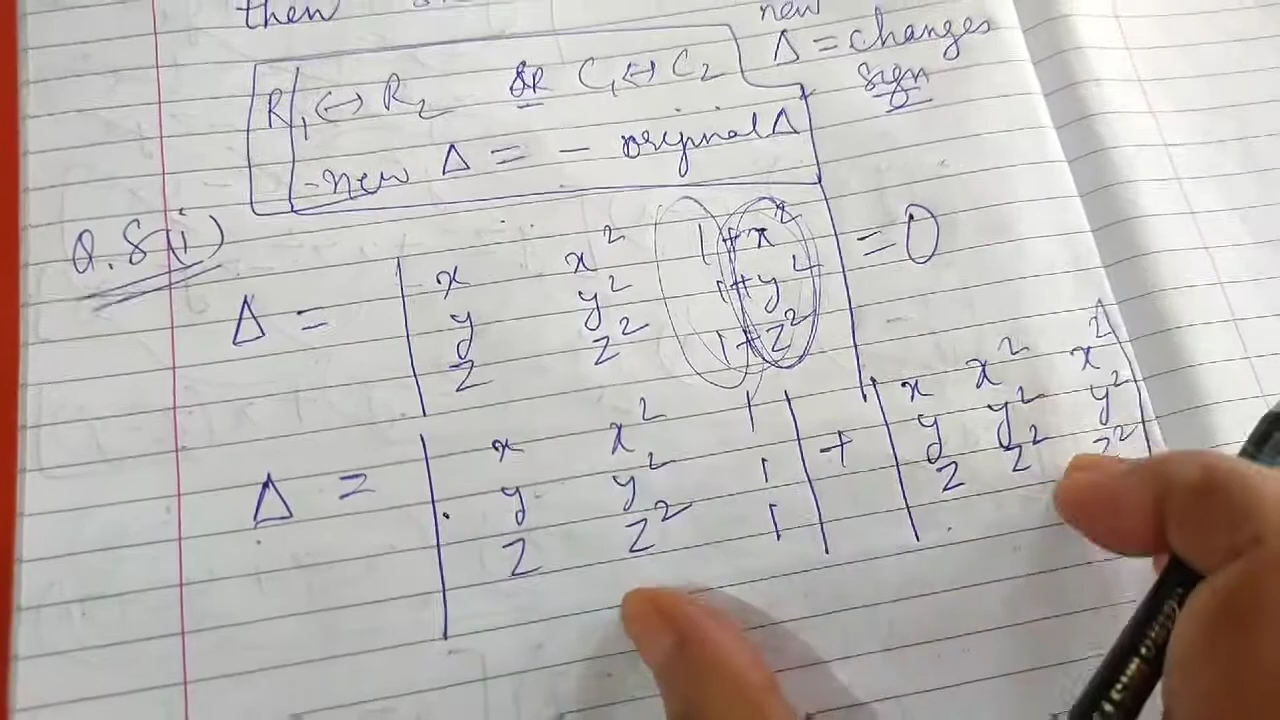 then
new
Δ = changes
sign
R₁ ↔ R₂ OR C₁ ↔ C₂
new Δ = - original Δ
Q.8(i)
Δ = | x x² 1+x² | = 0
| y y² 1+y² |
| z z² 1+z² |
Δ = | x x² 1 | + | x x² x² |
| y y² 1 | | y y² y² |
| z z² 1 | | z z² z² |